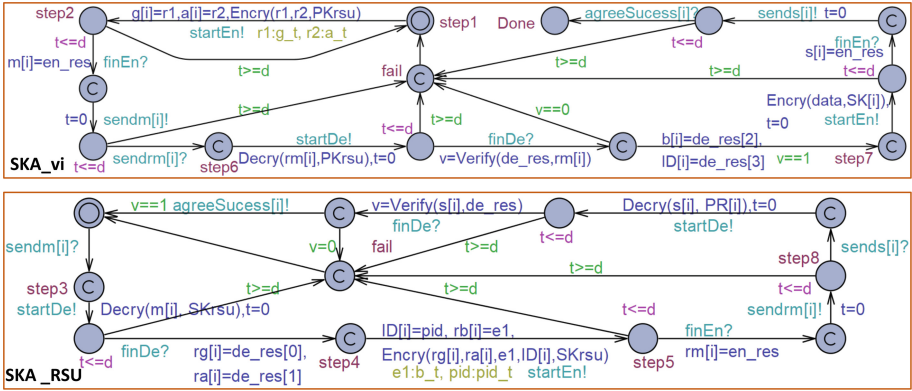 step2
g[i]=r1,a[i]=r2,Encry(r1,r2,PKrsu)
startEn! r1:g_t, r2:a_t
step1
Done
agreeSucess[i]?
sends[i]! t=0
C
t<=d
m[i]=en_res
finEn?
t>=d
fail
t<=d
t>=d
finEn?
s[i]=en_res
t>=d
t<=d
C
C
t=0
sendm[i]!
t>=d
t<=d
t>=d
v==0
Encry(data,SK[i]),
t=0
startEn!
t<=d
sendrm[i]?
C
step6
startDe!
Decry(rm[i],PKrsu),t=0
finDe?
v=Verify(de_res,rm[i])
C
b[i]=de_res[2],
ID[i]=de_res[3]
v==1
step7
C
SKA_vi
v==1 agreeSucess[i]!
C
v=Verify(s[i],de_res)
finDe?
t<=d
Decry(s[i], PR[i]),t=0
startDe!
C
sendm[i]?
v=0
fail
t>=d
step8
sends[i]?
step3
C
startDe!
t>=d
C
t>=d
t>=d
t<=d
Decry(m[i], SKrsu),t=0
t<=d
sendrm[i]!
t=0
t<=d
finDe?
rg[i]=de_res[0],
ra[i]=de_res[1]
C
step4
ID[i]=pid, rb[i]=e1,
Encry(rg[i],ra[i],e1,ID[i],SKrsu)
e1:b_t, pid:pid_t startEn!
step5
finEn?
rm[i]=en_res
C
SKA_RSU